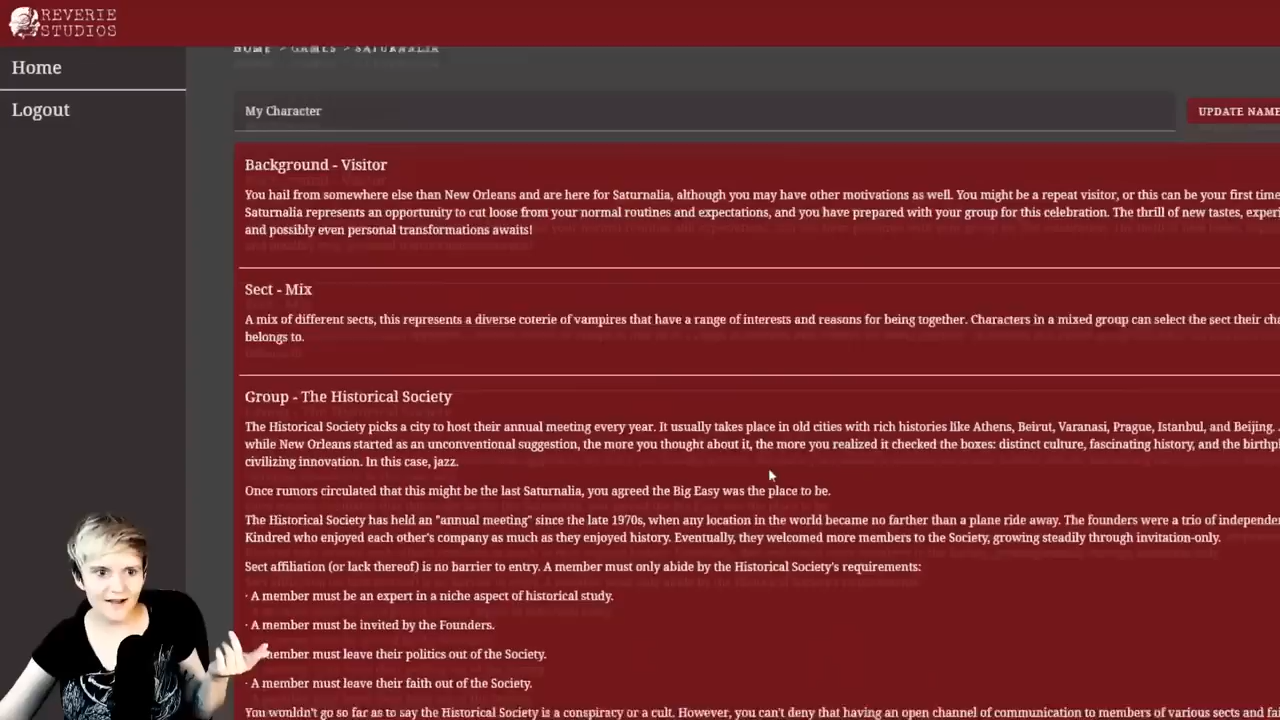 REVERIE
STUDIOS
Home
Logout
HOME > GAMES > SATURNALIA
My Character
UPDATE NAME
Background - Visitor
You hail from somewhere else than New Orleans and are here for Saturnalia, although you may have other motivations as well. You might be a repeat visitor, or this can be your first time
Saturnalia represents an opportunity to cut loose from your normal routines and expectations, and you have prepared with your group for this celebration. The thrill of new tastes,
and possibly even personal transformations awaits!
Sect - Mix
A mix of different sects, this represents a diverse coterie of vampires that have a range of interests and reasons for being together. Characters in a mixed group can select the sect their
belongs to.
Group - The Historical Society
The Historical Society picks a city to host their annual meeting every year. It usually takes place in old cities with rich histories like Athens, Beirut, Varanasi, Prague, Istanbul, and Beijing.
while New Orleans started as an unconventional suggestion, the more you thought about it, the more you realized it checked the boxes: distinct culture, fascinating history, and the
civilizing innovation. In this case, jazz.
Once rumors circulated that this might be the last Saturnalia, you agreed the Big Easy was the place to be.
The Historical Society has held an "annual meeting" since the late 1970s, when any location in the world became no farther than a plane ride away. The founders were a trio of
Kindred who enjoyed each other's company as much as they enjoyed history. Eventually, they welcomed more members to the Society, growing steadily through invitation-only.
Sect affiliation (or lack thereof) is no barrier to entry. A member must only abide by the Historical Society's requirements:
· A member must be an expert in a niche aspect of historical study.
· A member must be invited by the Founders.
member must leave their politics out of the Society.
· A member must leave their faith out of the Society.
You wouldn't go so far as to say the Historical Society is a conspiracy or a cult. However, you can't deny that having an open channel of communication to members of various sects and